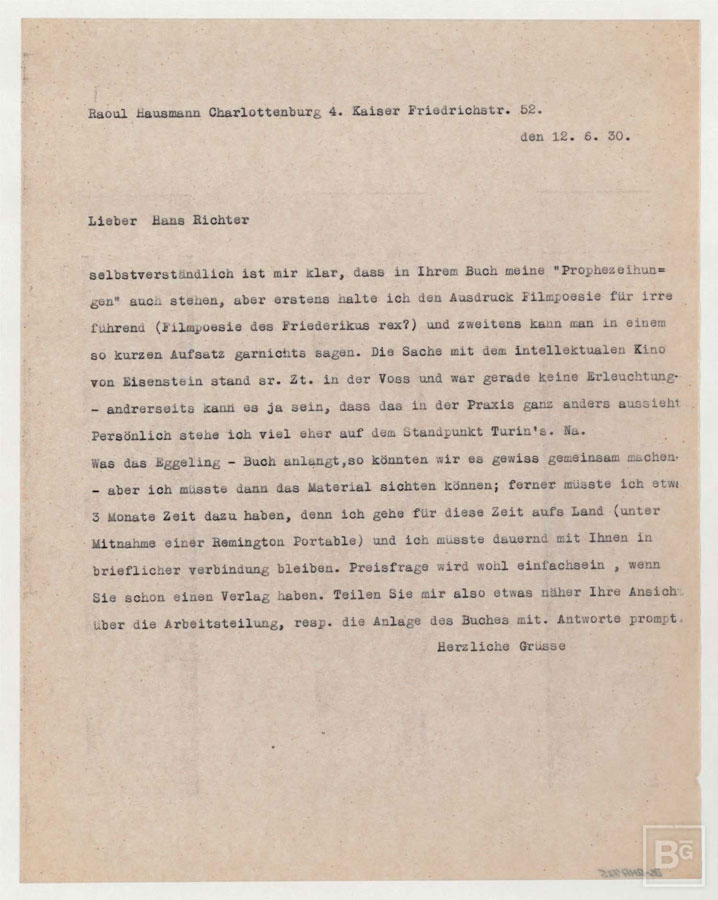 Raoul Hausmann Charlottenburg 4. Kaiser Friedrichstr. 52.
den 12. 6. 30.
Lieber Hans Richter
selbstverständlich ist mir klar, dass in Ihrem Buch meine "Prophezeihun=
gen" auch stehen, aber erstens halte ich den Ausdruck Filmpoesie für irre
führend (Filmpoesie des Friederikus rex?) und zweitens kann man in einem
so kurzen Aufsatz garnichts sagen. Die Sache mit dem intellektualen Kino
von Eisenstein stand sr. Zt. in der Voss und war gerade keine Erleuchtung-
- andrerseits kann es ja sein, dass das in der Praxis ganz anders aussieht
Persönlich stehe ich viel eher auf dem Standpunkt Turin's. Na.
Was das Eggeling - Buch anlangt,so könnten wir es gewiss gemeinsam machen-
- aber ich müsste dann das Material sichten können; ferner müsste ich etwa
3 Monate Zeit dazu haben, denn ich gehe für diese Zeit aufs Land (unter
Mitnahme einer Remington Portable) und ich müsste dauernd mit Ihnen in
brieflicher verbindung bleiben. Preisfrage wird wohl einfachsein , wenn
Sie schon einen Verlag haben. Teilen Sie mir also etwas näher Ihre Ansicht
über die Arbeitsteilung, resp. die Anlage des Buches mit. Antworte prompt.
Herzliche Grüsse
BG